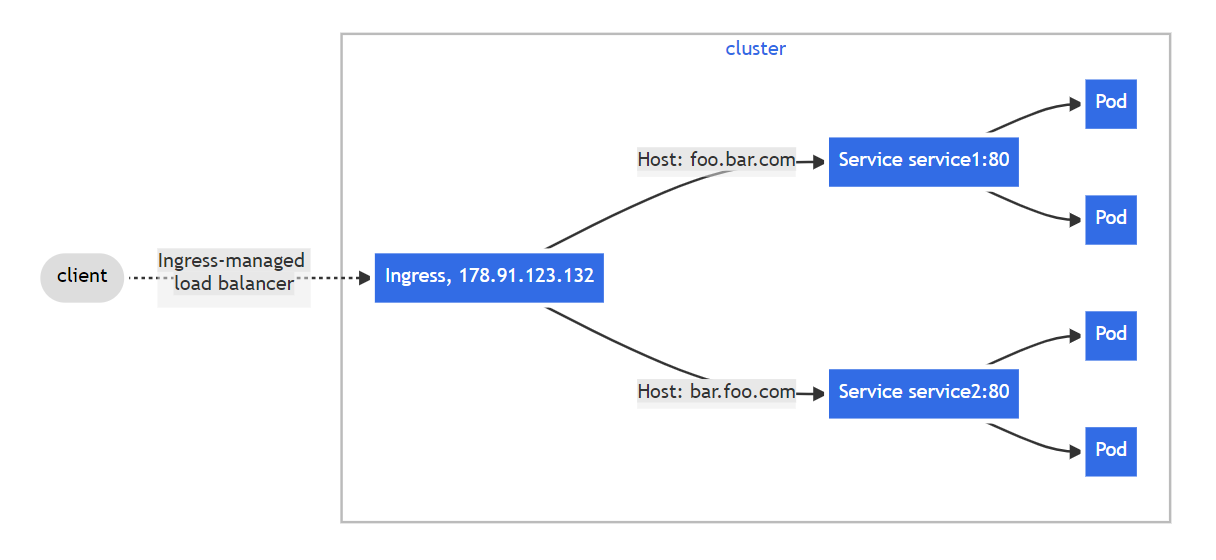 cluster
client
Ingress-managed
load balancer
Ingress, 178.91.123.132
Host: foo.bar.com
Service service1:80
Pod
Pod
Host: bar.foo.com
Service service2:80
Pod
Pod